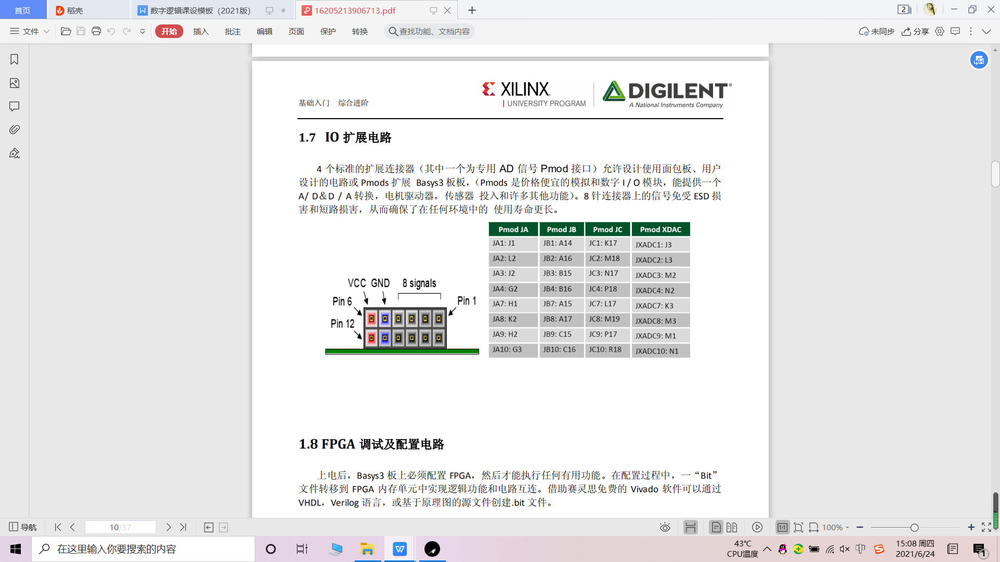 首页
稻壳
数字逻辑课设模板（2021版）
16205213906713.pdf
2
文件
开始
插入
批注
编辑
页面
保护
转换
查找功能、文档内容
未同步
分享
基础入门 综合进阶
XILINX
UNIVERSITY PROGRAM
DIGILENT®
A National Instruments Company
1.7 IO 扩展电路
4 个标准的扩展连接器（其中一个为专用 AD 信号 Pmod 接口）允许设计使用面包板、用户
设计的电路或 Pmods 扩展 Basys3 板板，（Pmods 是价格便宜的模拟和数字 I / O 模块，能提供一个
A/ D＆D / A 转换，电机驱动器，传感器 投入和许多其他功能）。8 针连接器上的信号免受 ESD 损
害和短路损害，从而确保了在任何环境中的 使用寿命更长。
VCC GND 8 signals
Pin 6
Pin 1
Pin 12
Pmod JA Pmod JB Pmod JC Pmod XDAC
JA1: J1 JB1: A14 JC1: K17 JXADC1: J3
JA2: L2 JB2: A16 JC2: M18 JXADC2: L3
JA3: J2 JB3: B15 JC3: N17 JXADC3: M2
JA4: G2 JB4: B16 JC4: P18 JXADC4: N2
JA7: H1 JB7: A15 JC7: L17 JXADC7: K3
JA8: K2 JB8: A17 JC8: M19 JXADC8: M3
JA9: H2 JB9: C15 JC9: P17 JXADC9: M1
JA10: G3 JB10: C16 JC10: R18 JXADC10: N1
1.8 FPGA 调试及配置电路
上电后，Basys3 板上必须配置 FPGA，然后才能执行任何有用功能。在配置过程中，一“Bit”
文件转移到 FPGA 内存单元中实现逻辑功能和电路互连。借助赛灵思免费的 Vivado 软件可以通过
VHDL，Verilog 语言，或基于原理图的源文件创建.bit 文件。
导航
10/37
1:1
100%
在这里输入你要搜索的内容
43℃
CPU温度
中
15:08 周四
2021/6/24
1